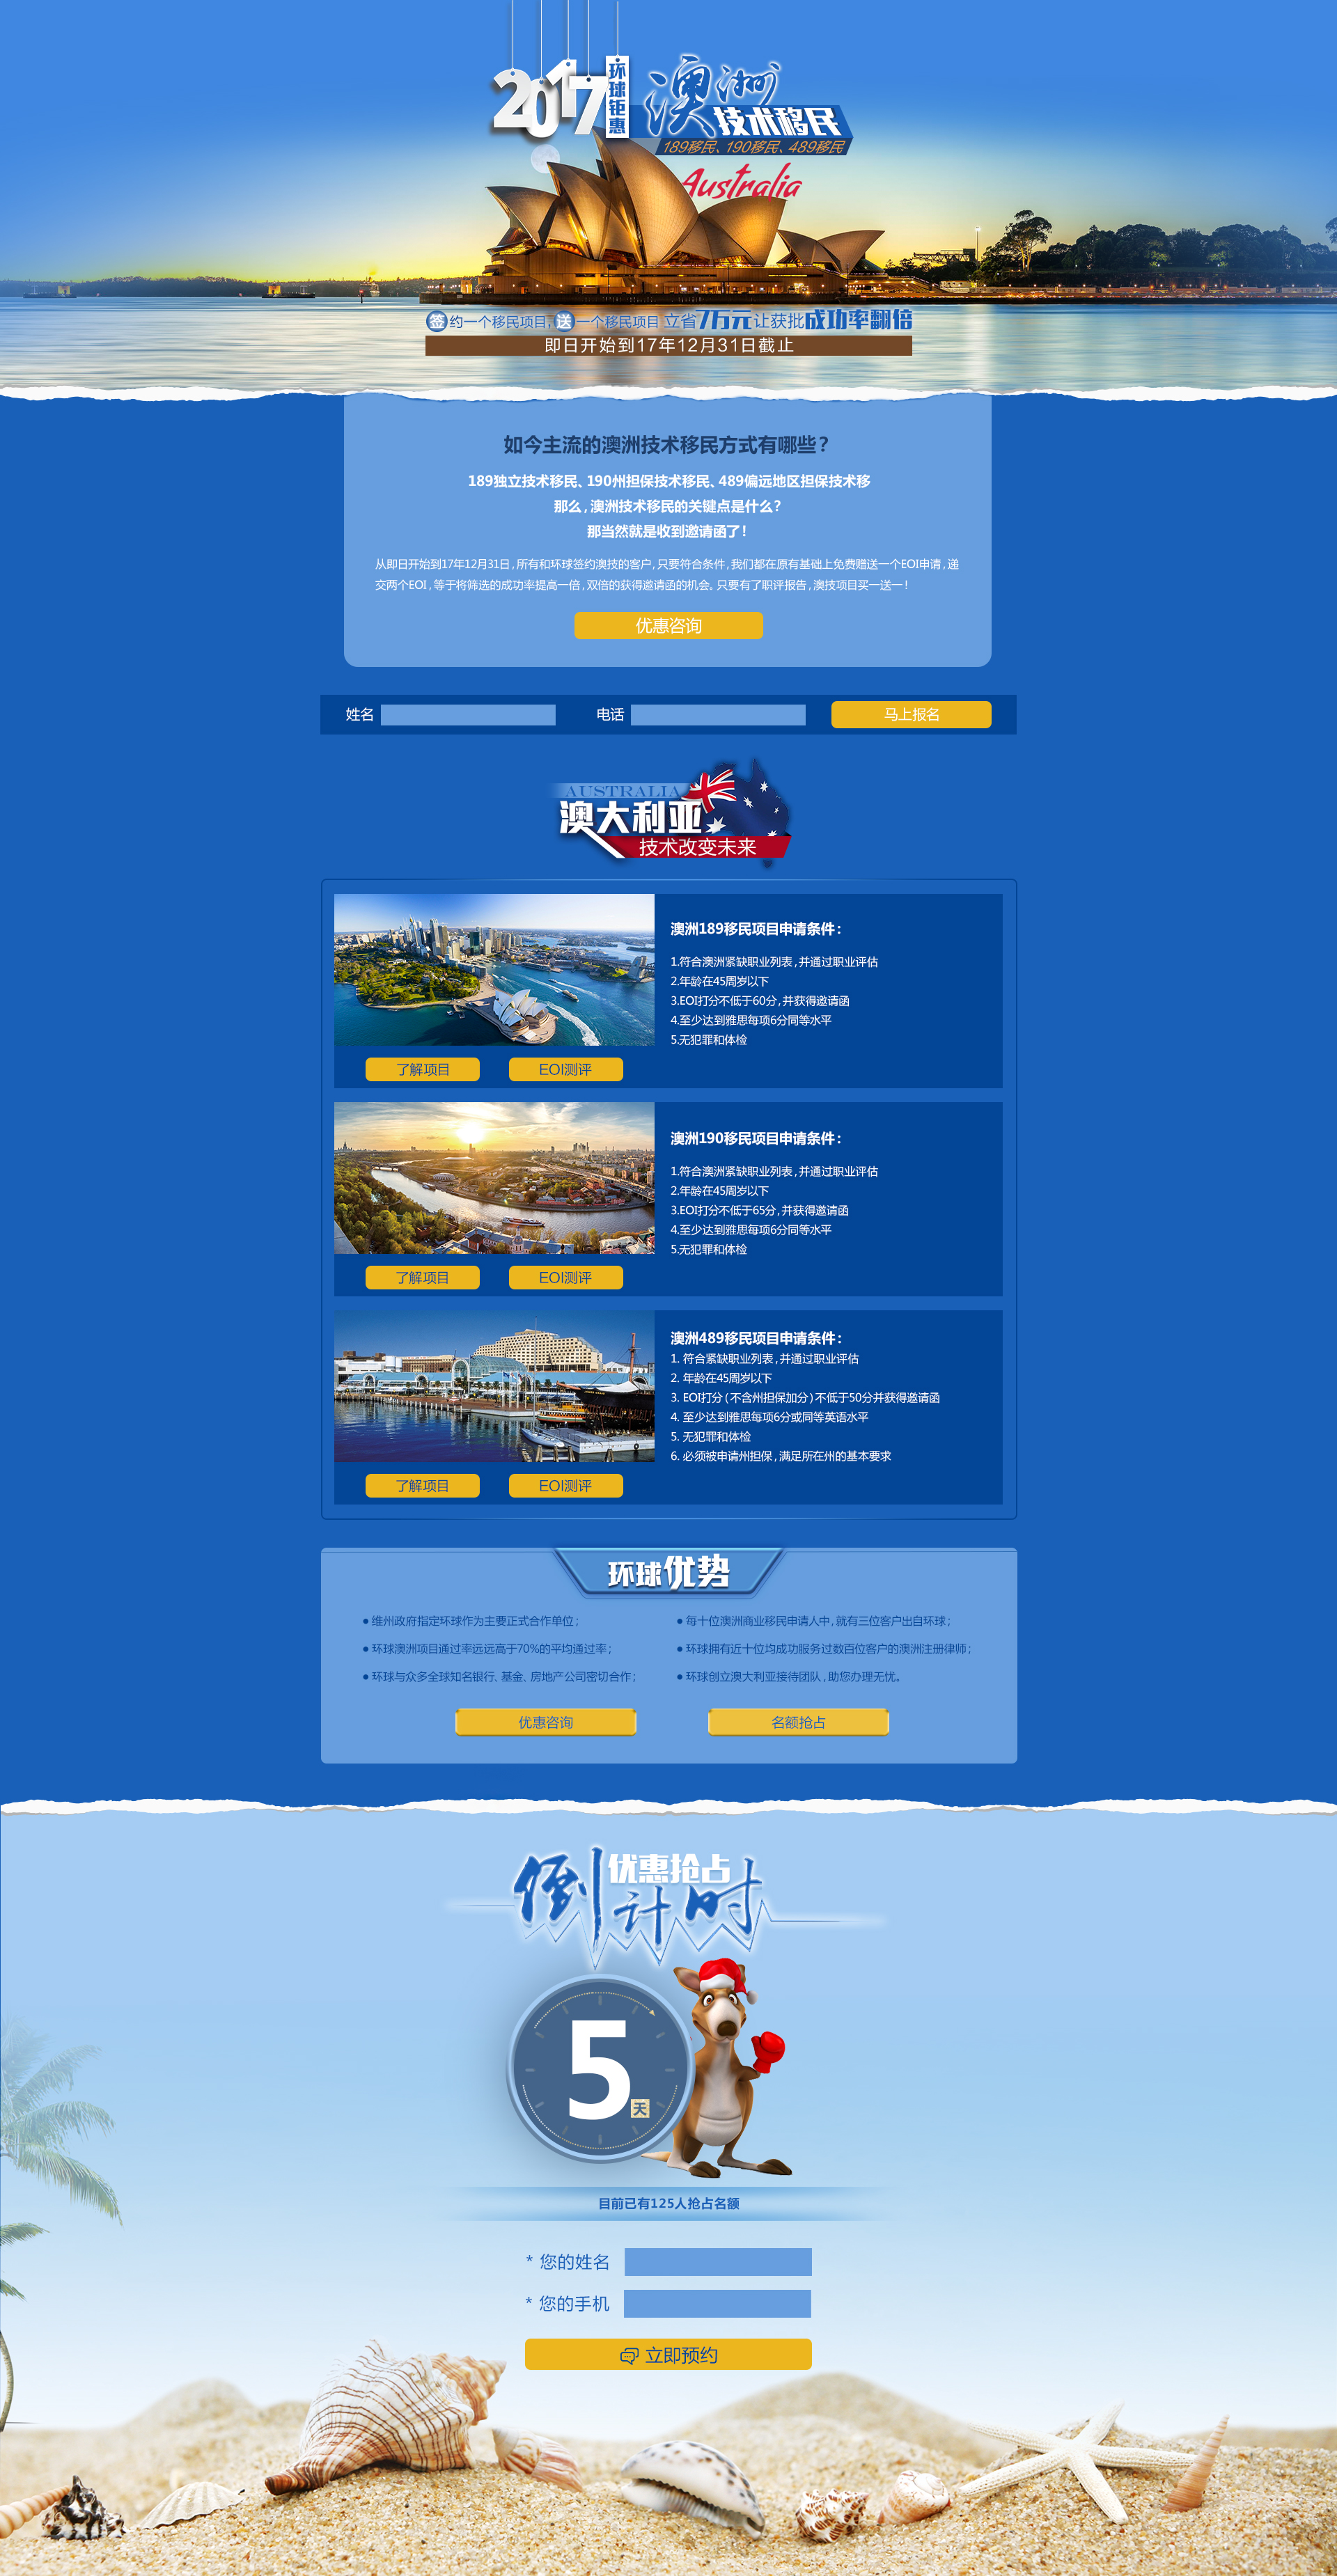 2017
环球钜惠
澳洲
技术移民
189移民、190移民、489移民
Australia
签约一个移民项目,送一个移民项目 立省7万元让获批成功率翻倍
即日开始到17年12月31日截止
如今主流的澳洲技术移民方式有哪些？
189独立技术移民、190州担保技术移民、489偏远地区担保技术移
那么,澳洲技术移民的关键点是什么？
那当然就是收到邀请函了！
从即日开始到17年12月31日,所有和环球签约澳技的客户,只要符合条件,我们都在原有基础上免费赠送一个EOI申请,递
交两个EOI,等于将筛选的成功率提高一倍,双倍的获得邀请函的机会。只要有了职评报告,澳技项目买一送一！
优惠咨询
姓名
电话
马上报名
AUSTRALIA
澳大利亚
技术改变未来
澳洲189移民项目申请条件：
1.符合澳洲紧缺职业列表,并通过职业评估
2.年龄在45周岁以下
3.EOI打分不低于60分,并获得邀请函
4.至少达到雅思每项6分同等水平
5.无犯罪和体检
了解项目
EOI测评
澳洲190移民项目申请条件：
1.符合澳洲紧缺职业列表,并通过职业评估
2.年龄在45周岁以下
3.EOI打分不低于65分,并获得邀请函
4.至少达到雅思每项6分同等水平
5.无犯罪和体检
了解项目
EOI测评
澳洲489移民项目申请条件：
1. 符合紧缺职业列表,并通过职业评估
2. 年龄在45周岁以下
3. EOI打分(不含州担保加分)不低于50分并获得邀请函
4. 至少达到雅思每项6分或同等英语水平
5. 无犯罪和体检
6. 必须被申请州担保,满足所在州的基本要求
了解项目
EOI测评
环球优势
●维州政府指定环球作为主要正式合作单位；
●环球澳洲项目通过率远远高于70%的平均通过率；
●环球与众多全球知名银行、基金、房地产公司密切合作；
●每十位澳洲商业移民申请人中,就有三位客户出自环球；
●环球拥有近十位均成功服务过数百位客户的澳洲注册律师；
●环球创立澳大利亚接待团队,助您办理无忧。
优惠咨询
名额抢占
优惠抢占
倒计时
5天
目前已有125人抢占名额
* 您的姓名
* 您的手机
立即预约